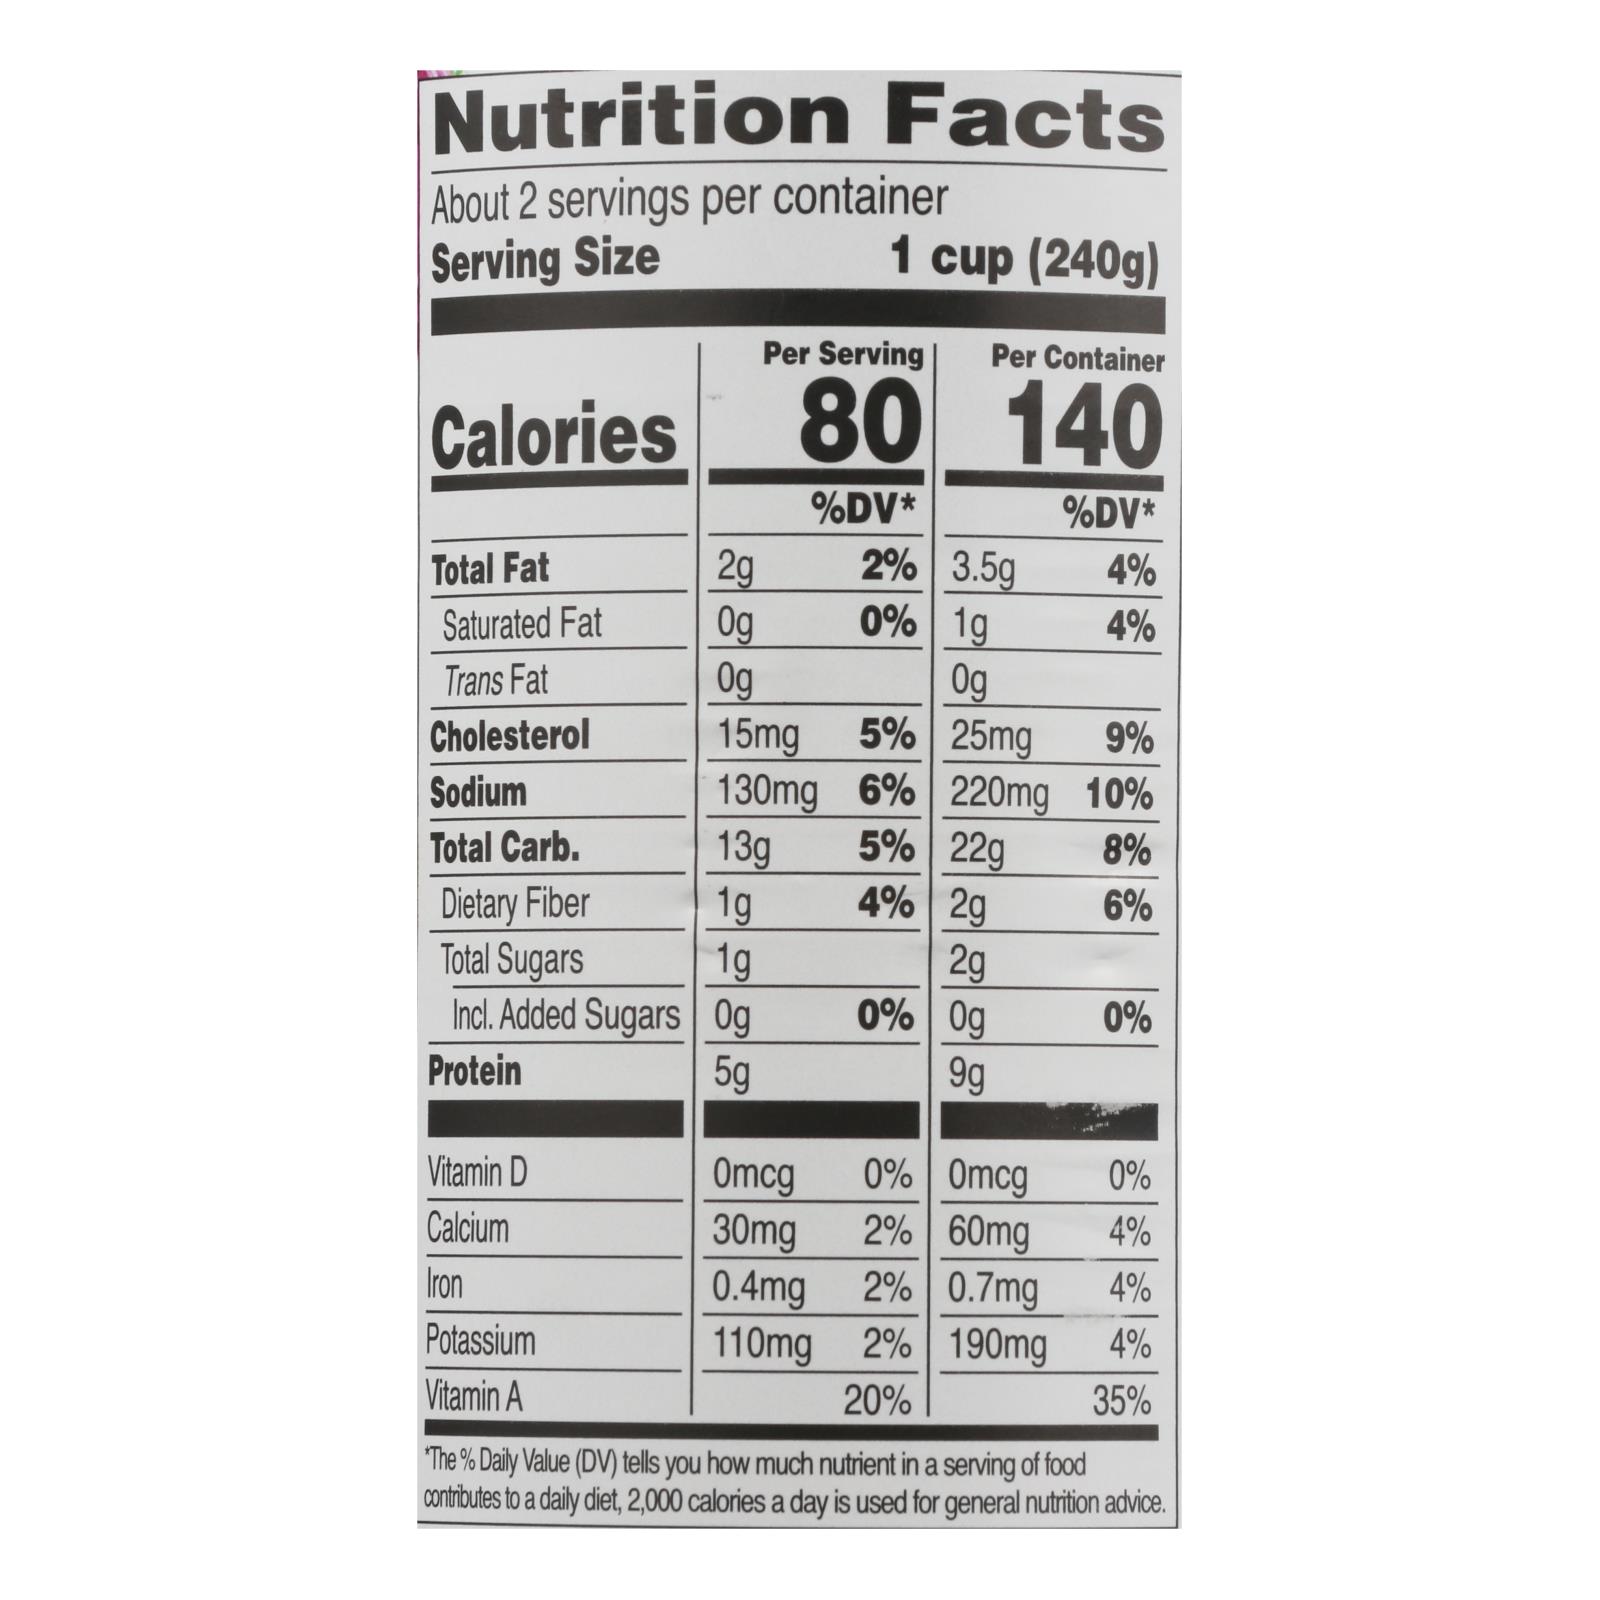 Nutrition Facts
About 2 servings per container
Serving Size 1 cup (240g)
Per Serving Per Container
Calories 80 140
%DV* %DV*
Total Fat 2g 2% 3.5g 4%
Saturated Fat 0g 0% 1g 4%
Trans Fat 0g 0g
Cholesterol 15mg 5% 25mg 9%
Sodium 130mg 6% 220mg 10%
Total Carb. 13g 5% 22g 8%
Dietary Fiber 1g 4% 2g 6%
Total Sugars 1g 2g
Incl. Added Sugars 0g 0% 0g 0%
Protein 5g 9g
Vitamin D 0mcg 0% 0mcg 0%
Calcium 30mg 2% 60mg 4%
Iron 0.4mg 2% 0.7mg 4%
Potassium 110mg 2% 190mg 4%
Vitamin A 20% 35%
*The % Daily Value (DV) tells you how much nutrient in a serving of food
contributes to a daily diet, 2,000 calories a day is used for general nutrition advice.